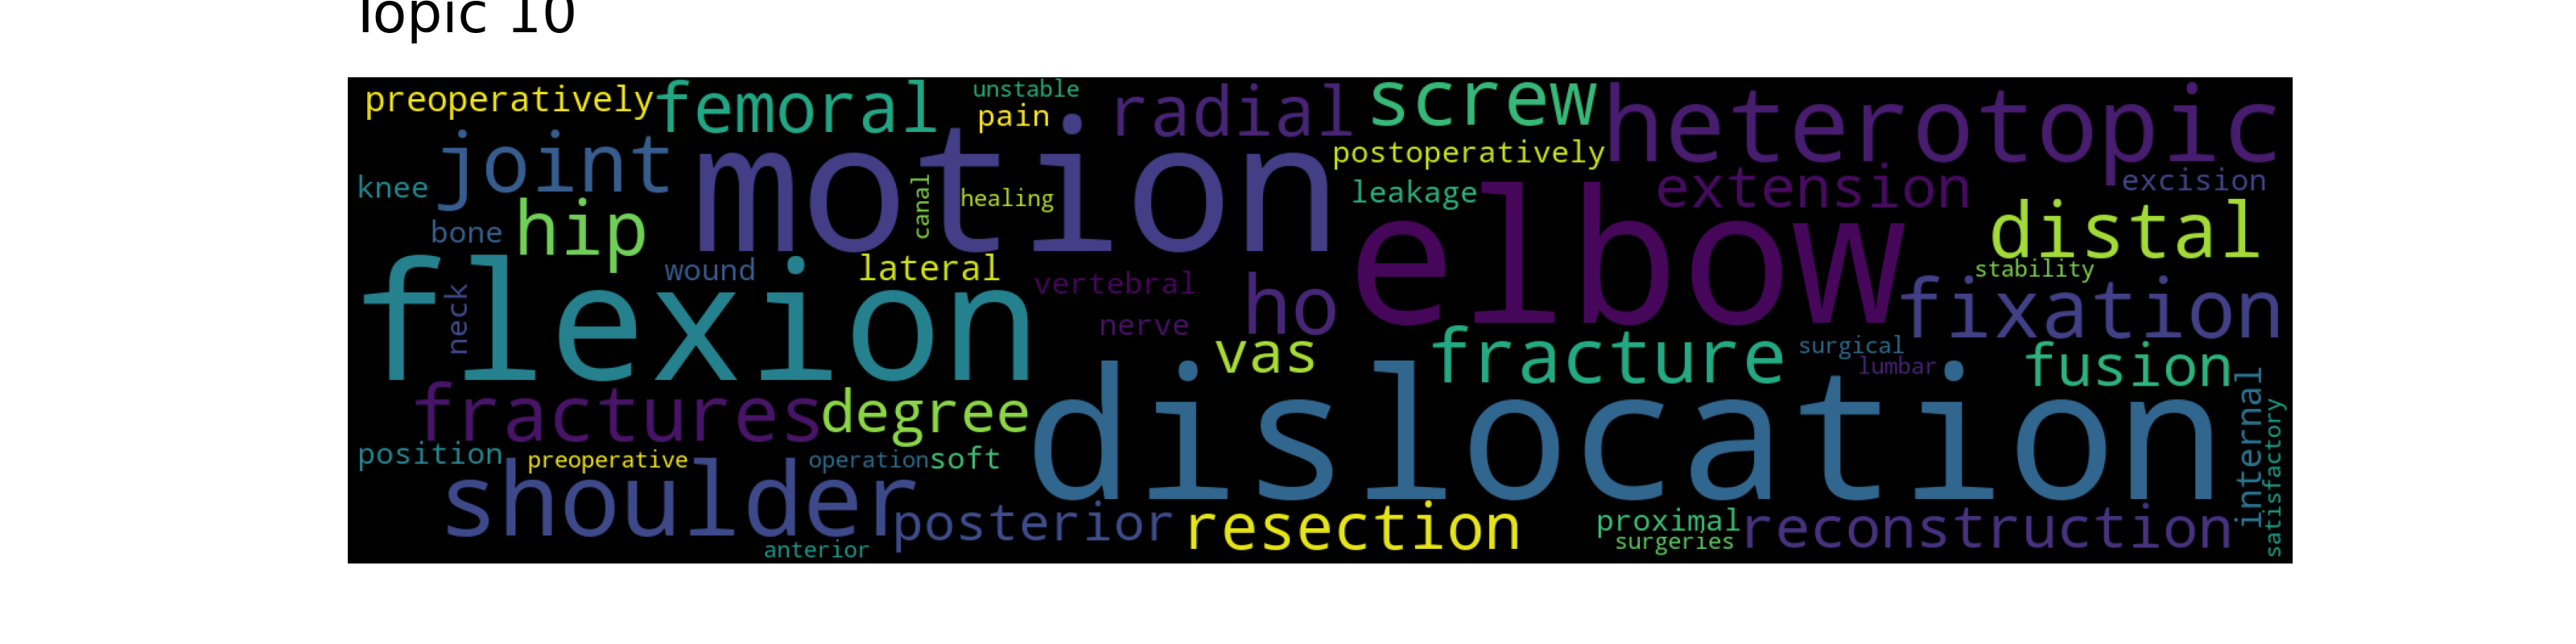 Topic 10
preoperatively femoral unstable radial screw heterotopic
pain
joint motion postoperatively
knee canal healing leakage extension excision
bone hip elbow distal
flexion wound lateral vertebral ho stability
neck nerve vas fixation
fracture surgical lumbar fusion
fractures degree dislocation internal
position preoperative operation soft satisfactory
shoulder posterior resection proximal reconstruction
anterior surgeries